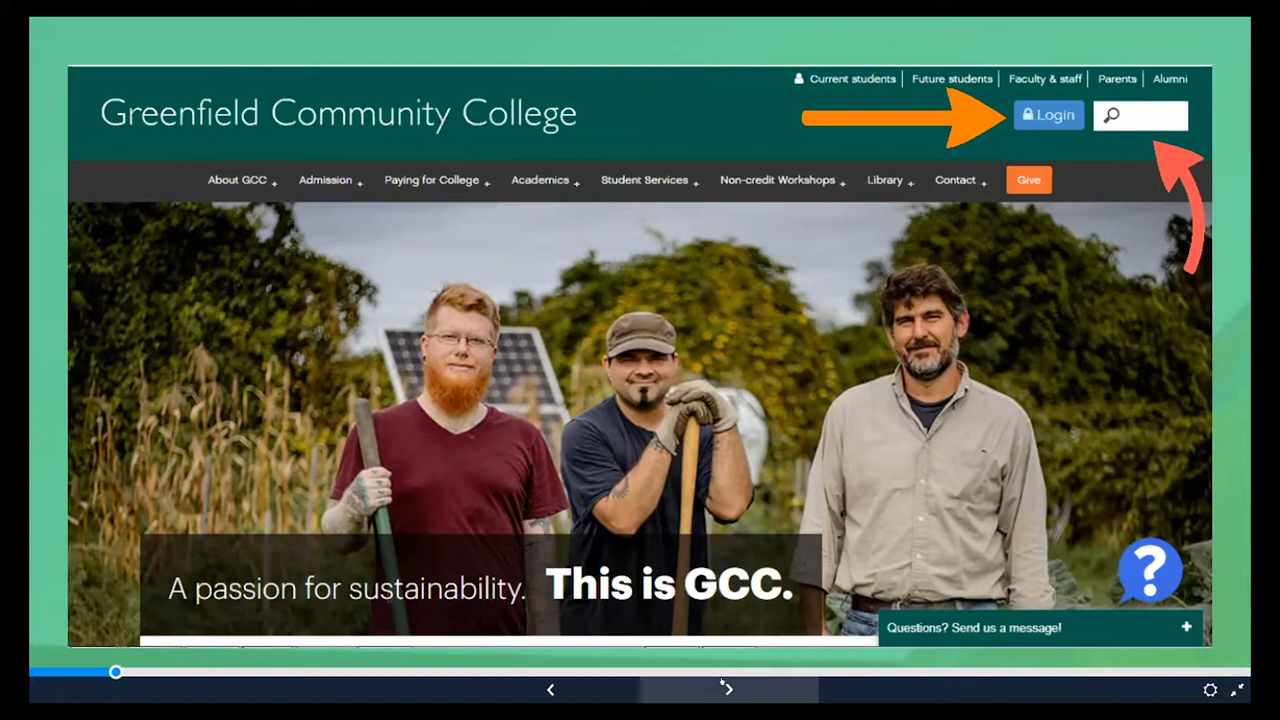 Current students Future students Faculty & staff Parents Alumni
Greenfield Community College
Login
About GCC + Admission + Paying for College + Academics + Student Services + Non-credit Workshops + Library + Contact + Give
A passion for sustainability. This is GCC.
?
Questions? Send us a message! +